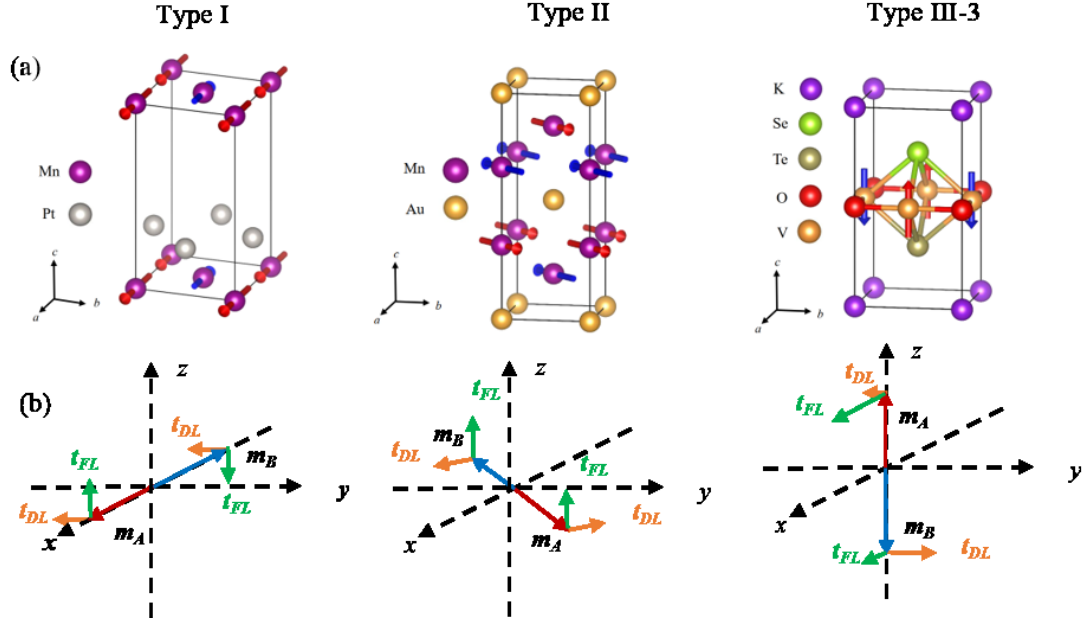 Type I Type II Type III-3
(a)
Mn
Pt
c
b
a
Mn
Au
c
b
a
K
Se
Te
O
V
c
b
a
(b)
z
t_DL
m_B
t_FL
t_FL
y
t_DL
x
m_A
z
t_FL
m_B
t_DL
t_FL
y
t_DL
x
m_A
z
t_DL
t_FL
m_A
y
x
m_B
t_FL
t_DL